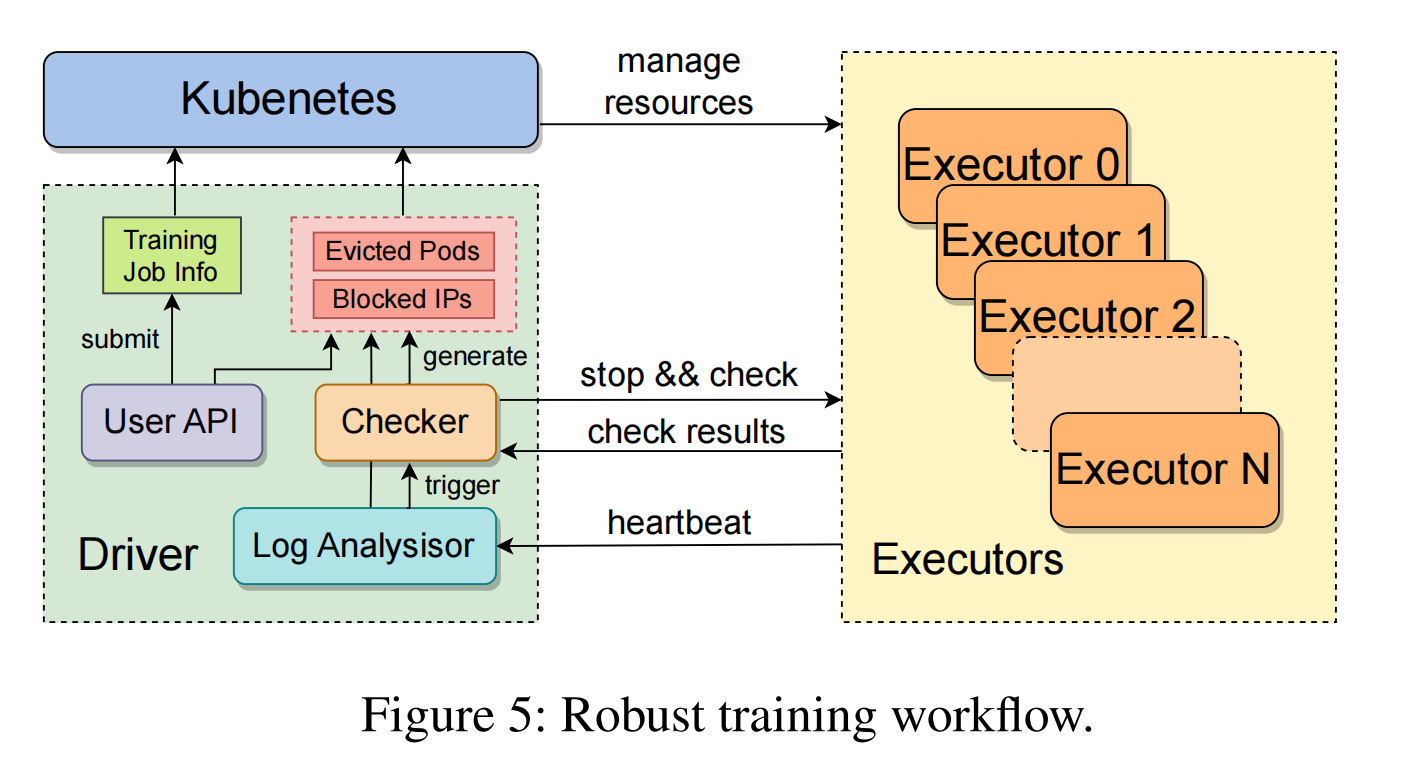 Kubenetes
manage
resources
Training
Job Info
Evicted Pods
Blocked IPs
submit
generate
User API
Checker
trigger
Log Analysisor
Driver
stop && check
check results
heartbeat
Executor 0
Executor 1
Executor 2
Executor N
Executors
Figure 5: Robust training workflow.